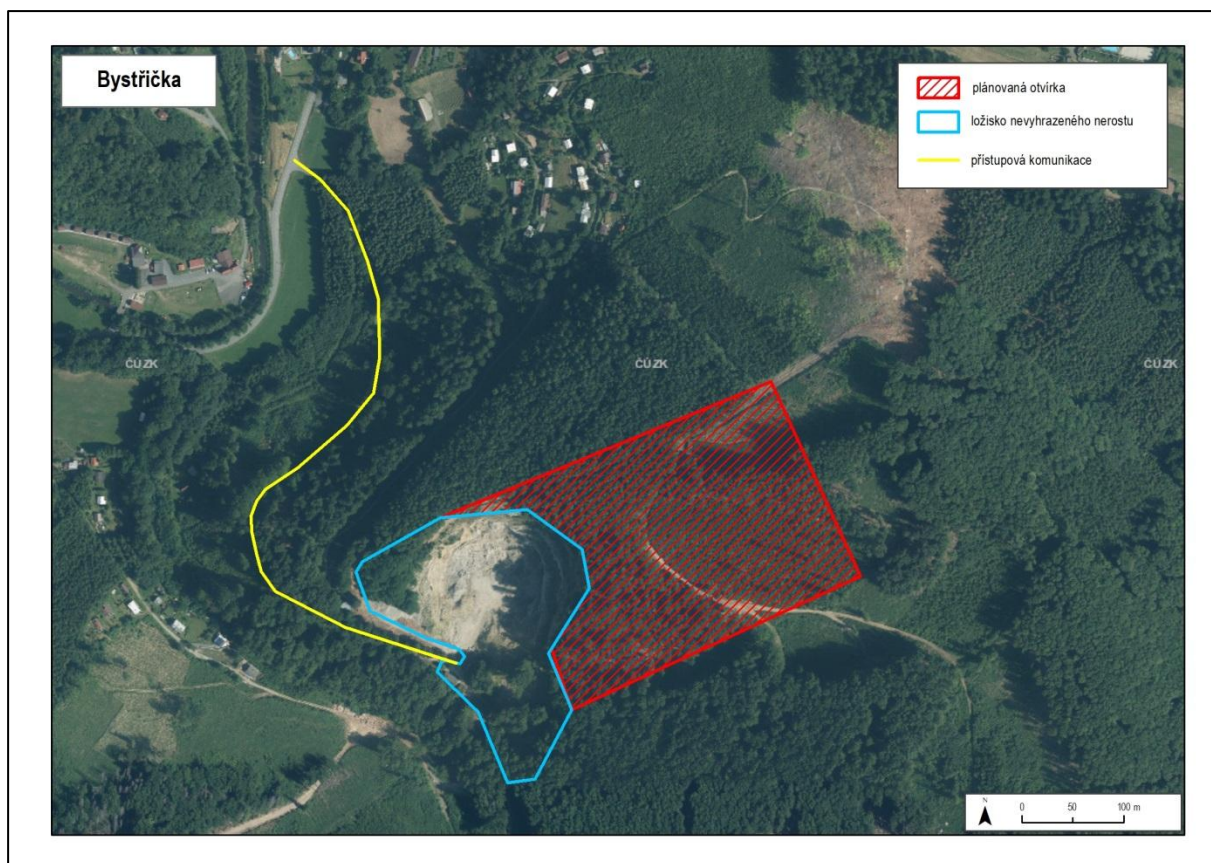 Bystřička
plánovaná otvírka
ložisko nevyhrazeného nerostu
přístupová komunikace
ČÚZK
ČÚZK
ČÚZK
N
0 50 100 m